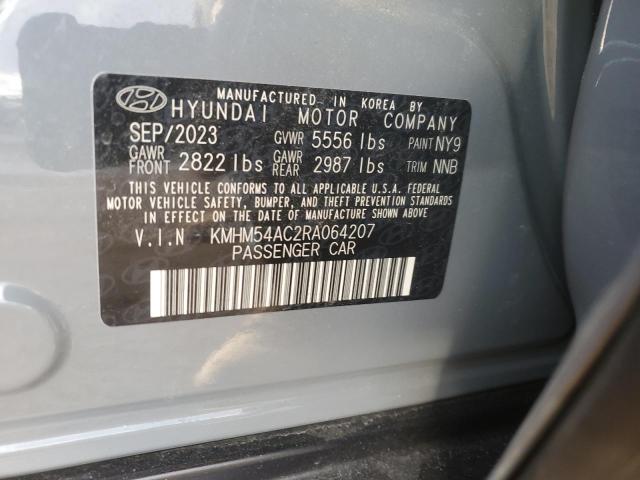 MANUFACTURED IN KOREA BY
HYUNDAI MOTOR COMPANY
SEP/2023 GVWR 5556 lbs PAINT NY9
GAWR FRONT 2822 lbs GAWR REAR 2987 lbs TRIM NNB
THIS VEHICLE CONFORMS TO ALL APPLICABLE U.S.A. FEDERAL
MOTOR VEHICLE SAFETY, BUMPER, AND THEFT PREVENTION STANDARDS
IN EFFECT ON THE DATE OF MANUFACTURE SHOWN ABOVE.
V.I.N KMHM54AC2RA064207
PASSENGER CAR